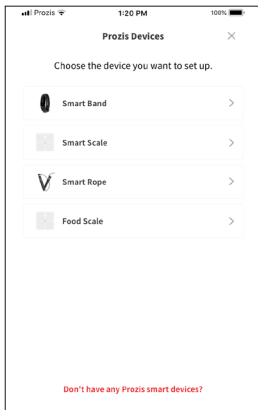 Prozis 1:20 PM 100%
Prozis Devices
Choose the device you want to set up.
Smart Band
Smart Scale
Smart Rope
Food Scale
Don't have any Prozis smart devices?